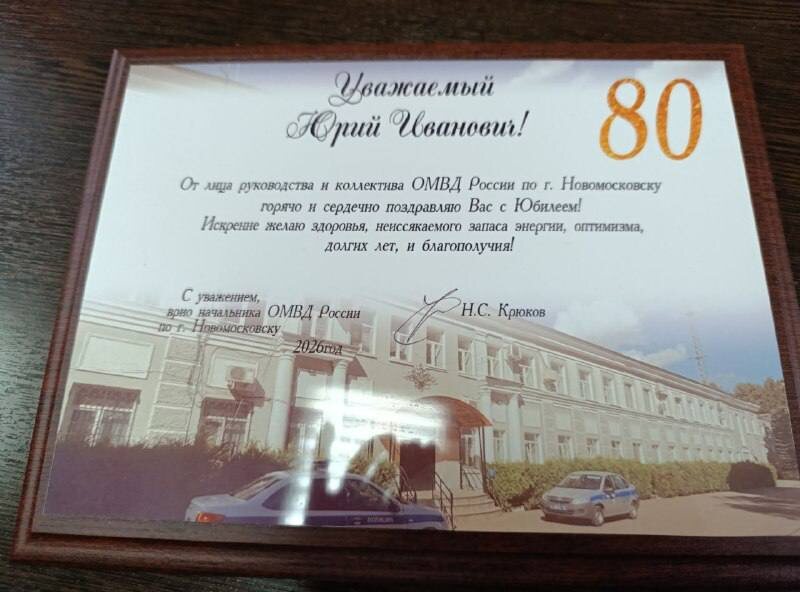 Уважаемый
Юрий Иванович!
80
От лица руководства и коллектива ОМВД России по г. Новомосковску
горячо и сердечно поздравляю Вас с Юбилеем!
Искренне желаю здоровья, неиссякаемого запаса энергии, оптимизма,
долгих лет, и благополучия!
С уважением,
врио начальника ОМВД России
по г. Новомосковску
Н.С. Крюков
2026год